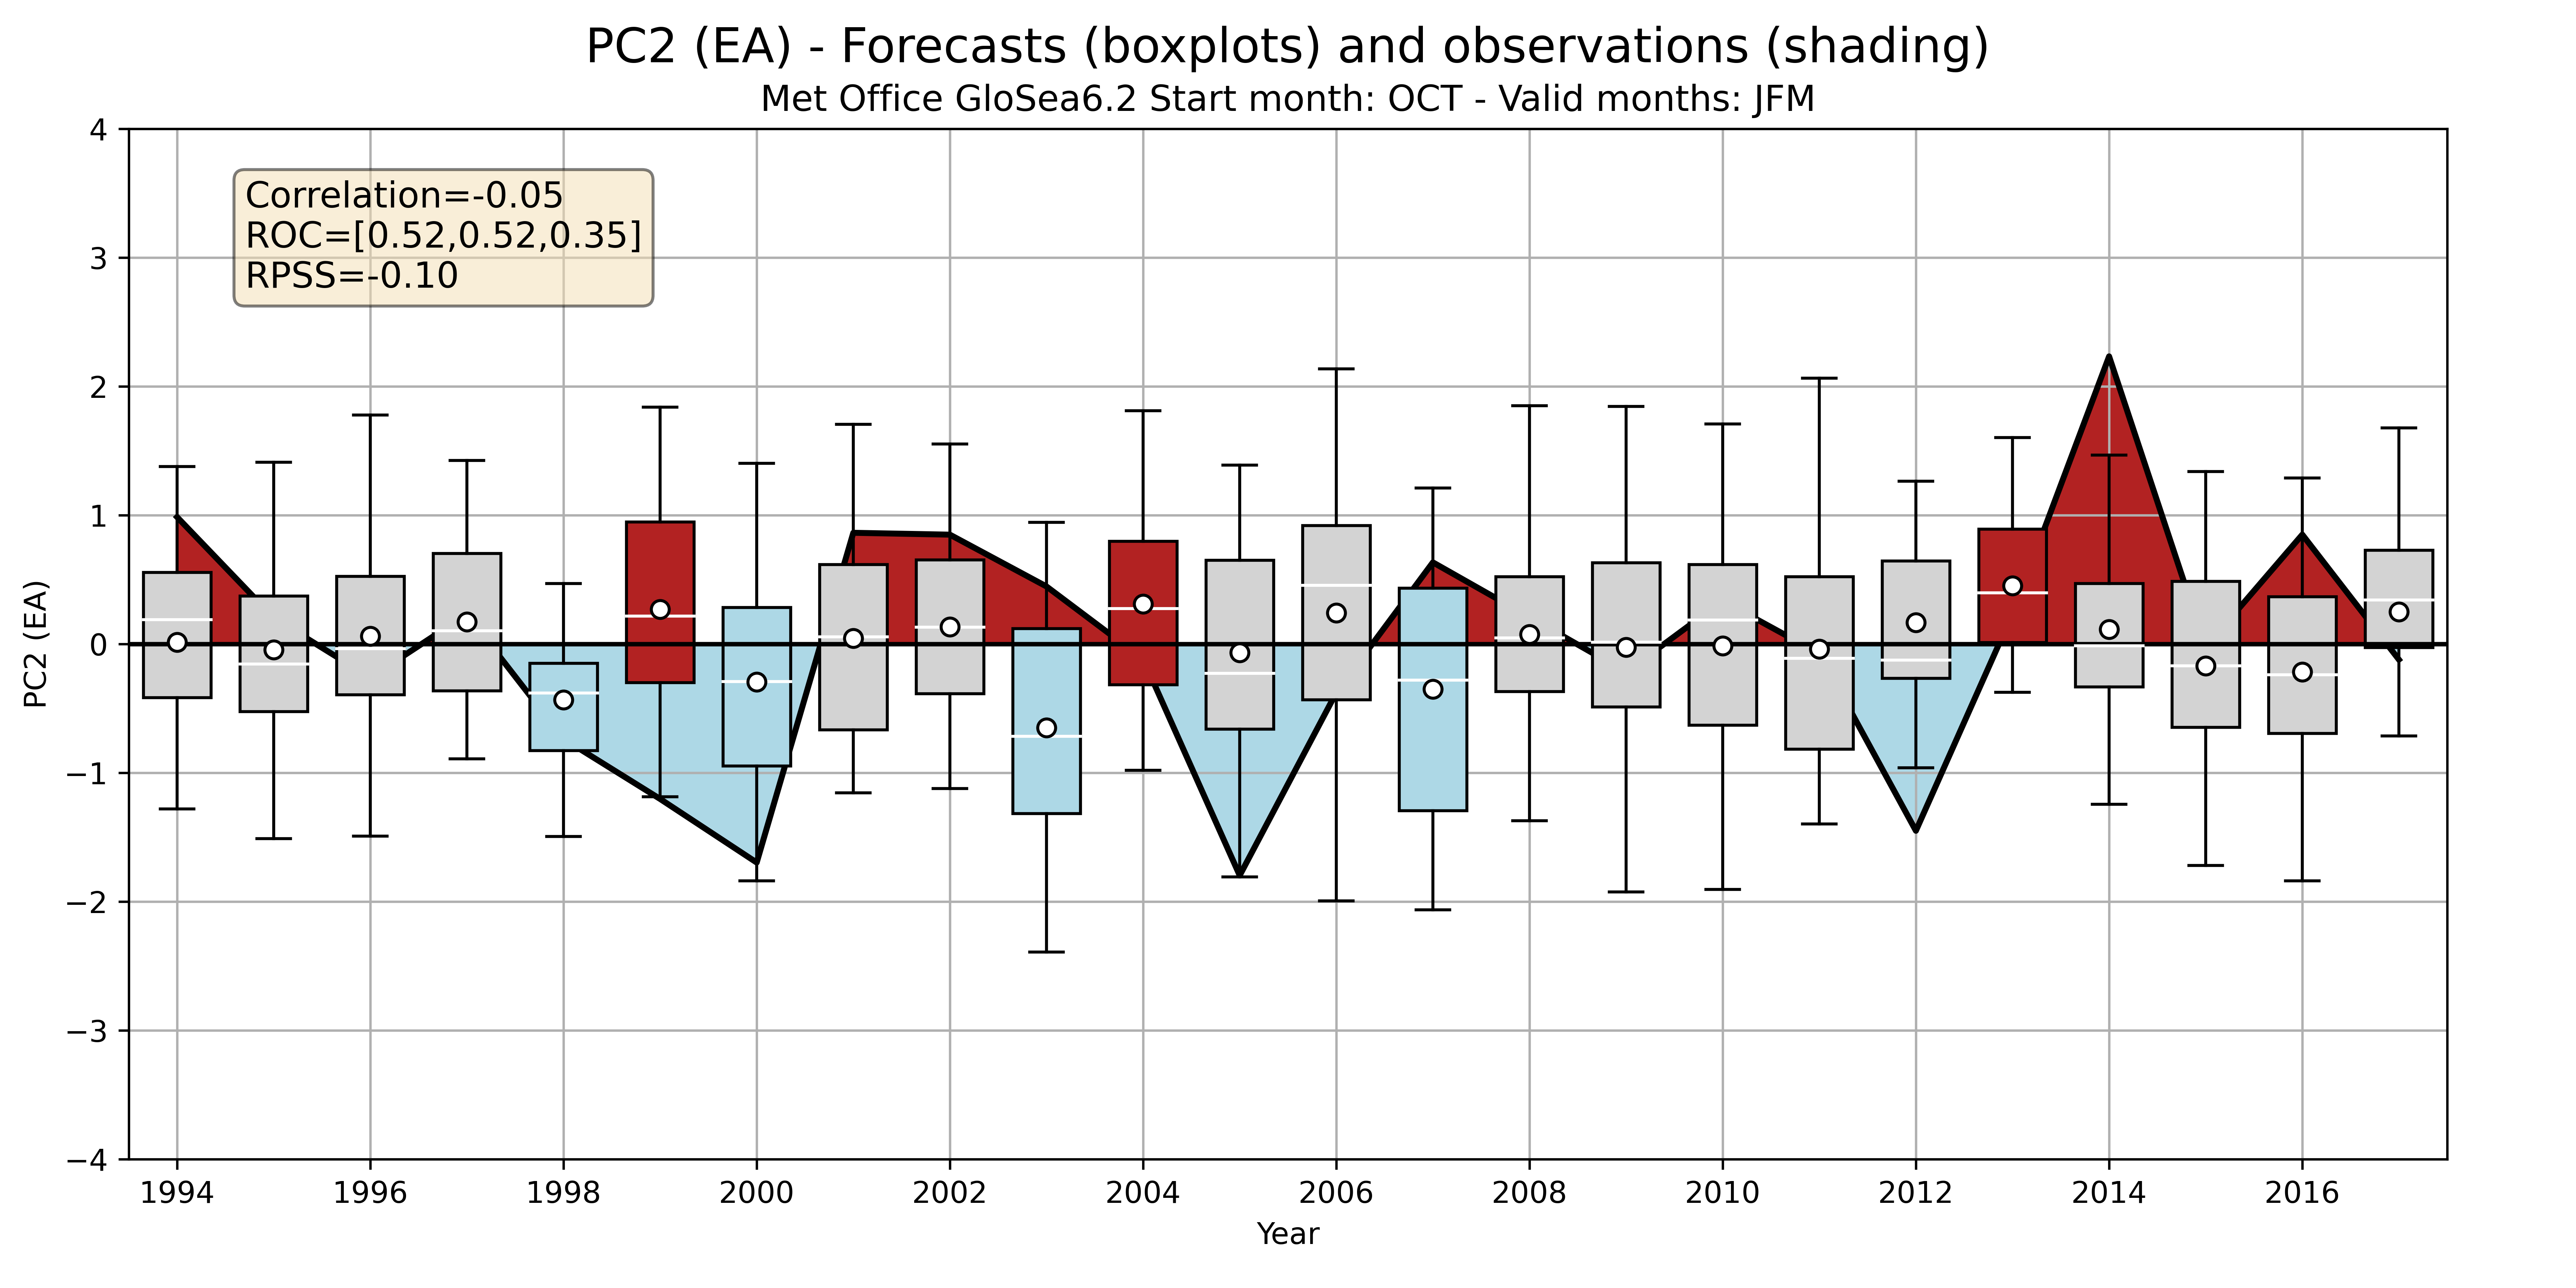 PC2 (EA) - Forecasts (boxplots) and observations (shading)
Met Office GloSea6.2 Start month: OCT - Valid months: JFM
Correlation=-0.05
ROC=[0.52,0.52,0.35]
RPSS=-0.10
PC2 (EA)
4
3
2
1
0
−1
−2
−3
−4
1994 1996 1998 2000 2002 2004 2006 2008 2010 2012 2014 2016
Year